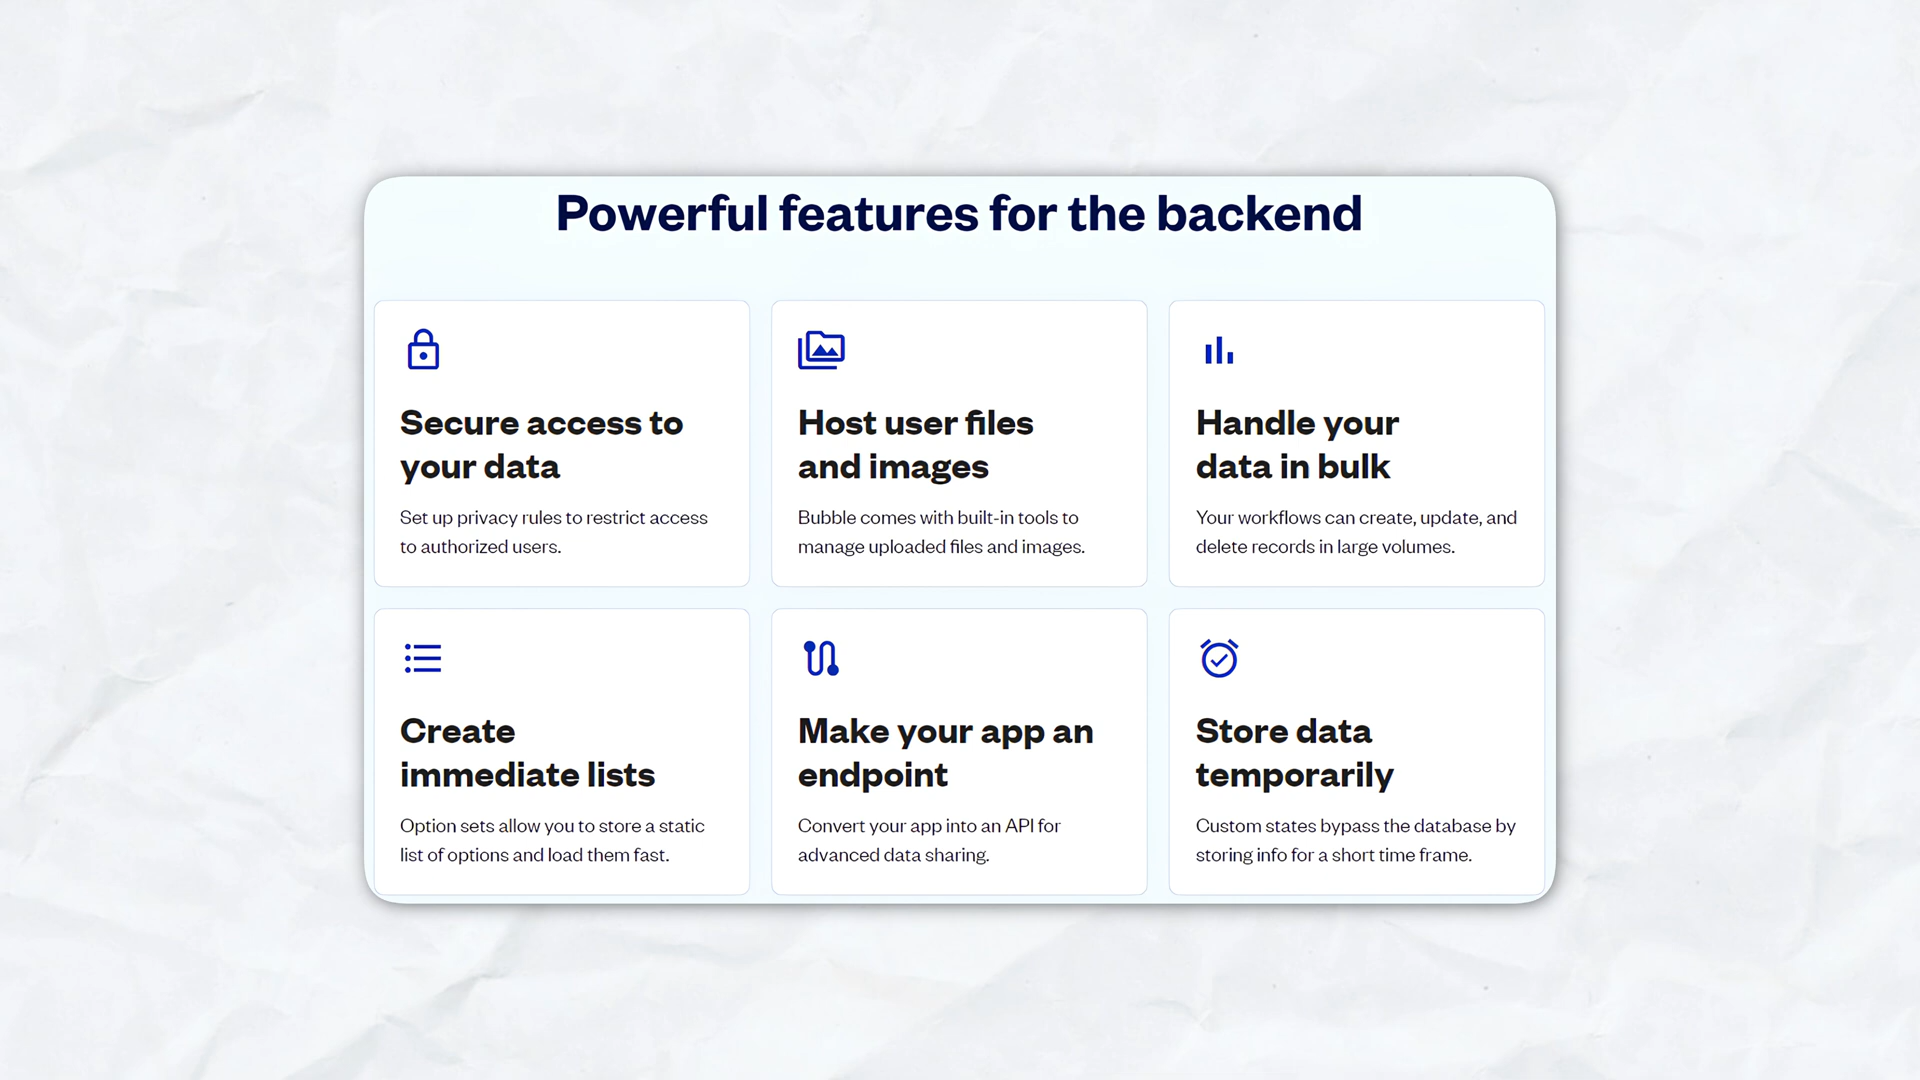 Powerful features for the backend
Secure access to
your data
Set up privacy rules to restrict access
to authorized users.
Host user files
and images
Bubble comes with built-in tools to
manage uploaded files and images.
Handle your
data in bulk
Your workflows can create, update, and
delete records in large volumes.
Create
immediate lists
Option sets allow you to store a static
list of options and load them fast.
Make your app an
endpoint
Convert your app into an API for
advanced data sharing.
Store data
temporarily
Custom states bypass the database by
storing info for a short time frame.